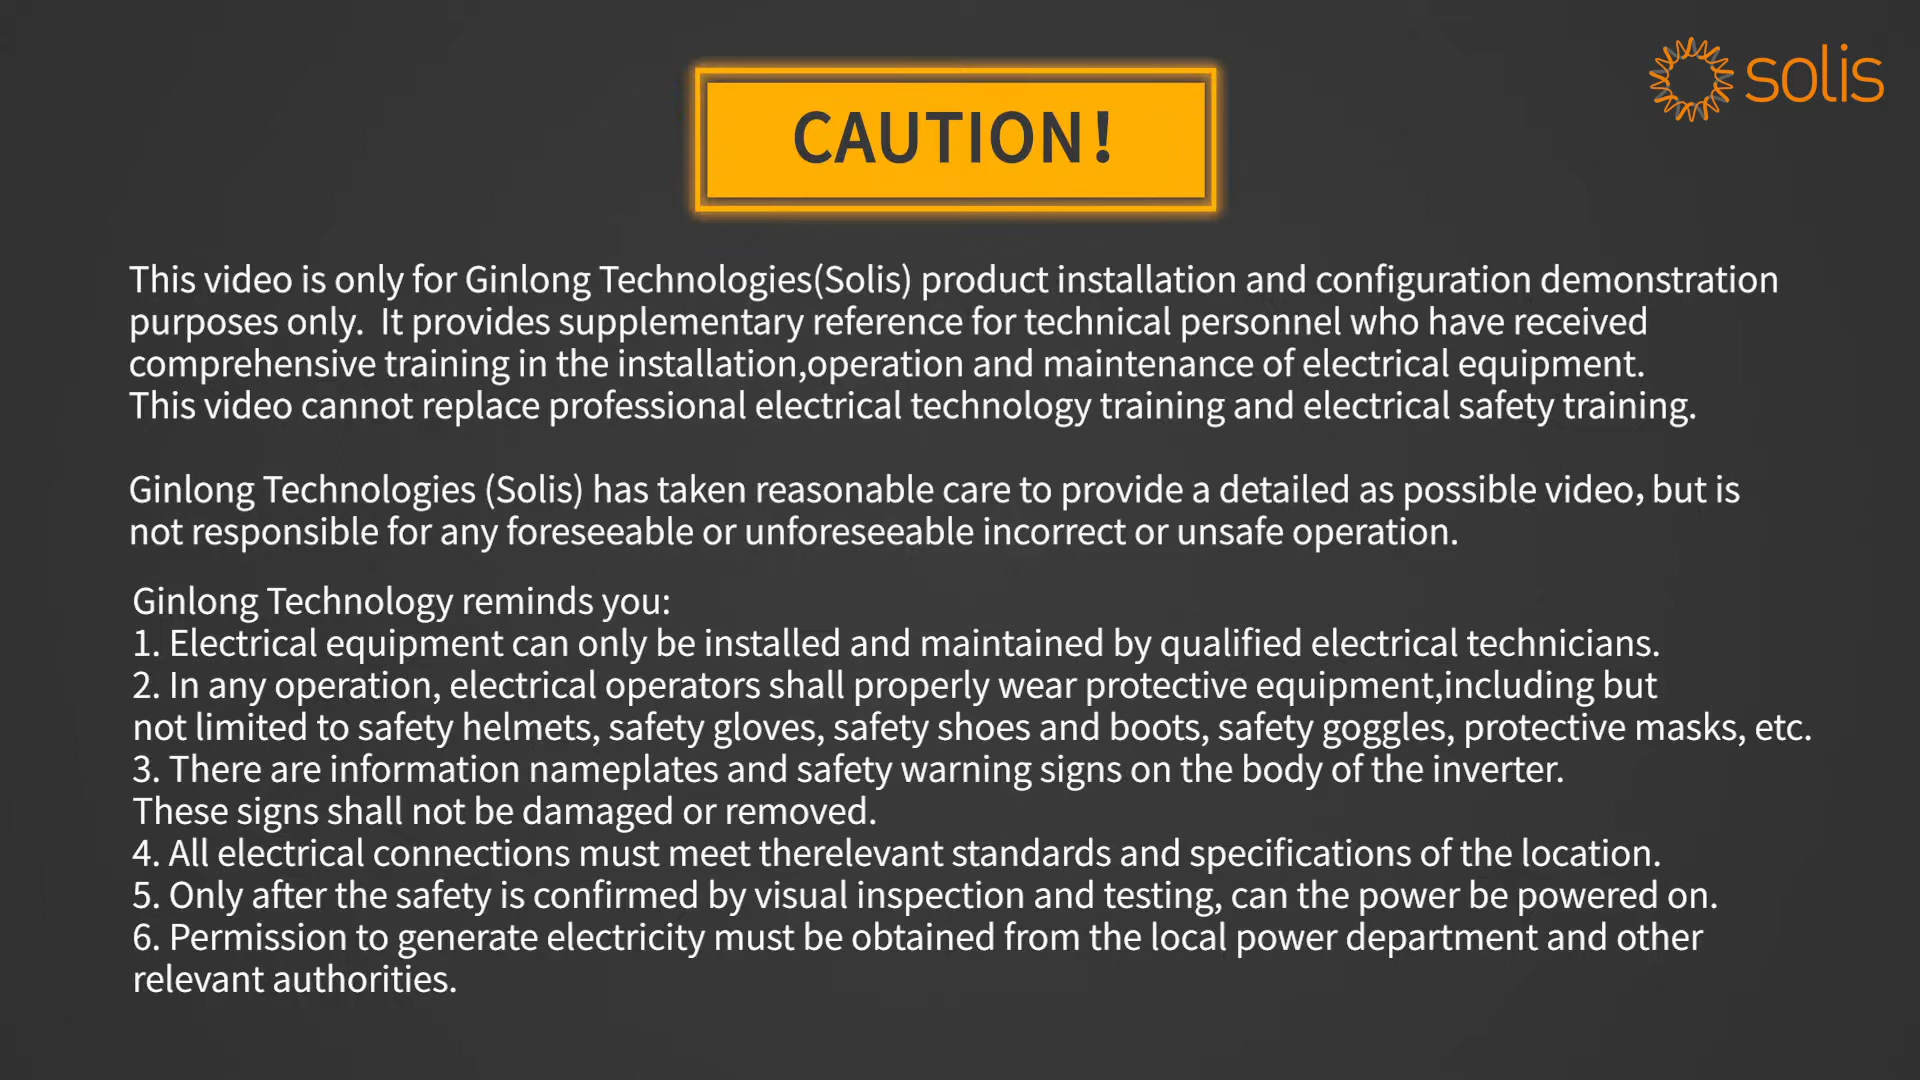 solis
CAUTION!
This video is only for Ginlong Technologies(Solis) product installation and configuration demonstration
purposes only.  It provides supplementary reference for technical personnel who have received
comprehensive training in the installation,operation and maintenance of electrical equipment.
This video cannot replace professional electrical technology training and electrical safety training.
Ginlong Technologies (Solis) has taken reasonable care to provide a detailed as possible video, but is
not responsible for any foreseeable or unforeseeable incorrect or unsafe operation.
Ginlong Technology reminds you:
1. Electrical equipment can only be installed and maintained by qualified electrical technicians.
2. In any operation, electrical operators shall properly wear protective equipment,including but
not limited to safety helmets, safety gloves, safety shoes and boots, safety goggles, protective masks, etc.
3. There are information nameplates and safety warning signs on the body of the inverter.
These signs shall not be damaged or removed.
4. All electrical connections must meet therelevant standards and specifications of the location.
5. Only after the safety is confirmed by visual inspection and testing, can the power be powered on.
6. Permission to generate electricity must be obtained from the local power department and other
relevant authorities.